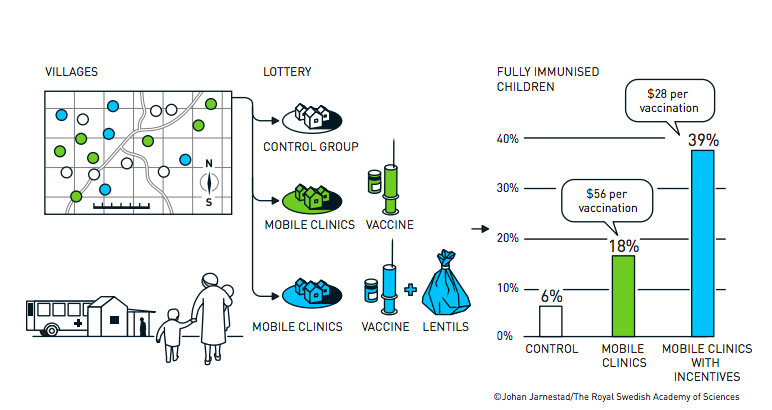 VILLAGES
N
S
LOTTERY
CONTROL GROUP
MOBILE CLINICS
VACCINE
MOBILE CLINICS
VACCINE
+
LENTILS
FULLY IMMUNISED
CHILDREN
$28 per
vaccination
$56 per
vaccination
40%
30%
20%
10%
0%
6%
18%
39%
CONTROL
MOBILE
CLINICS
MOBILE CLINICS
WITH
INCENTIVES
©Johan Jarnestad/The Royal Swedish Academy of Sciences